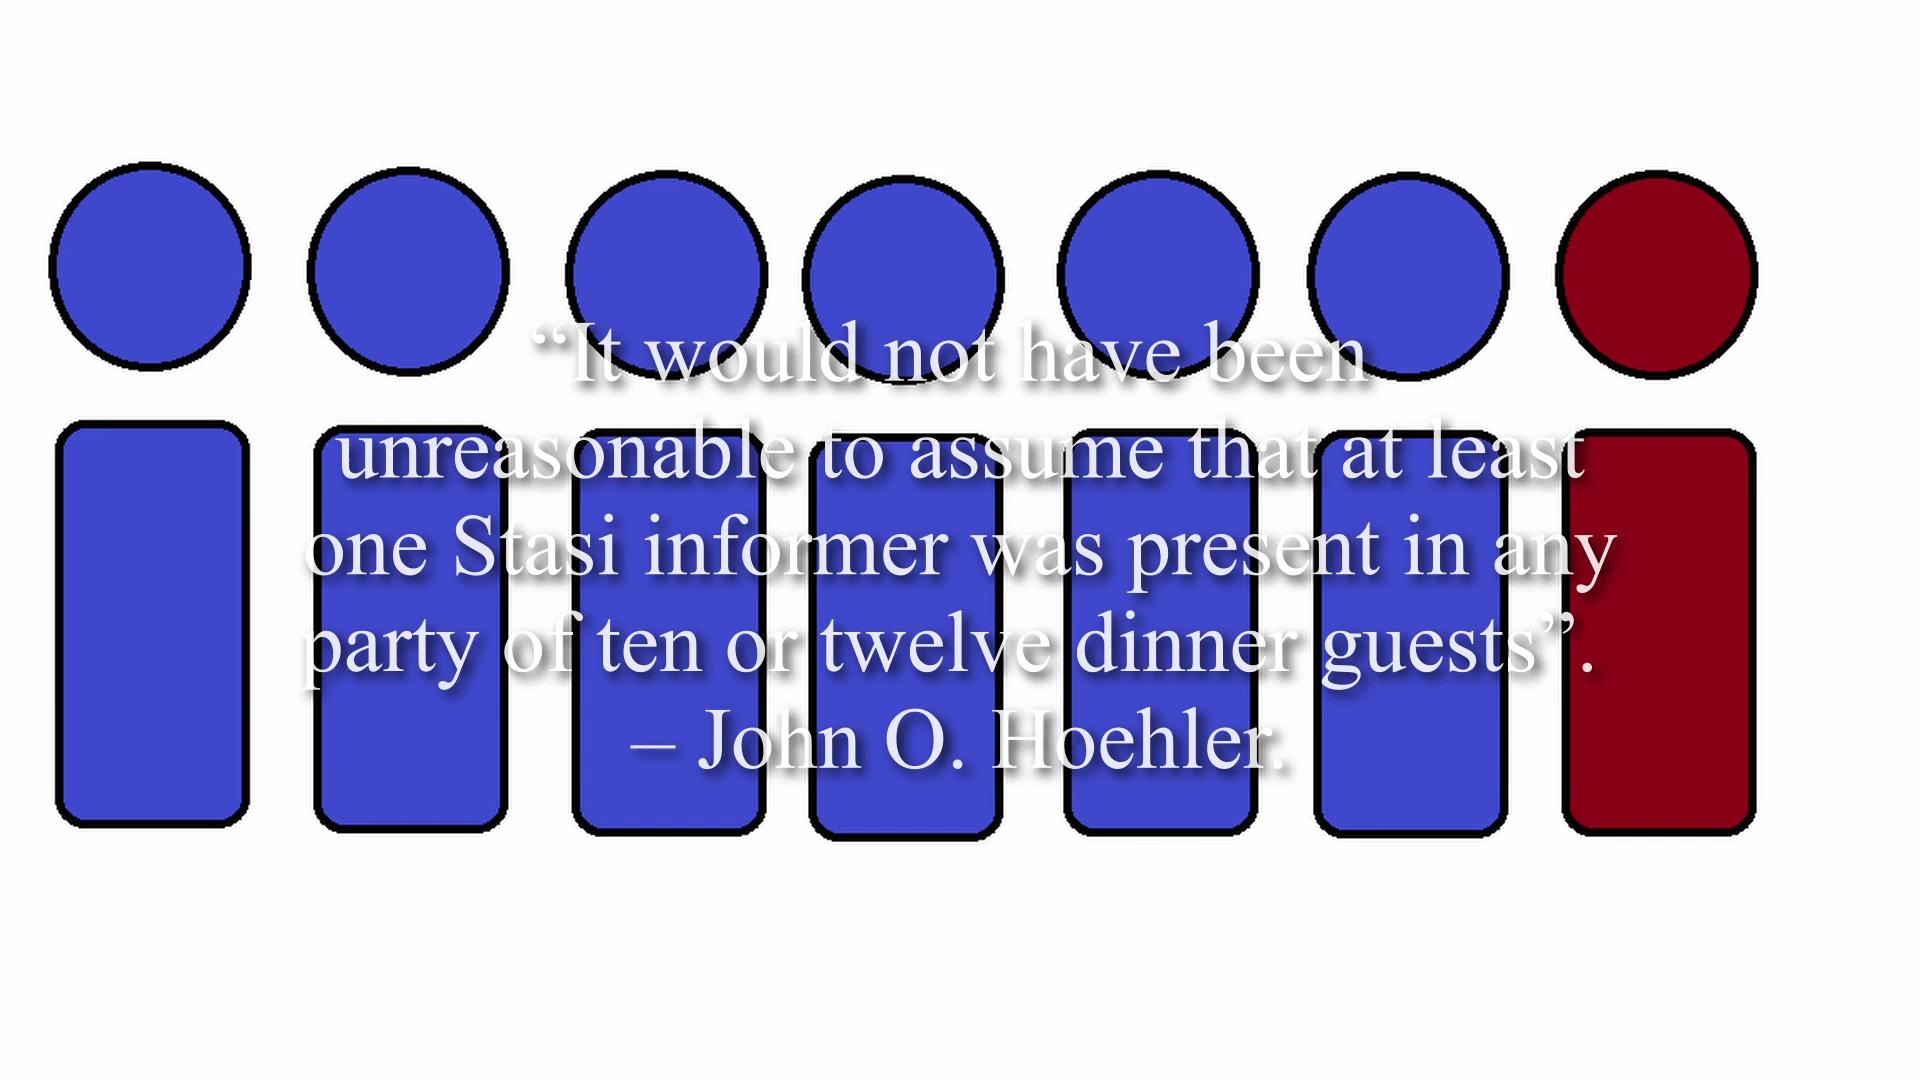 “It would not have been
unreasonable to assume that at least
one Stasi informer was present in any
party of ten or twelve dinner guests”.
– John O. Hoehler.